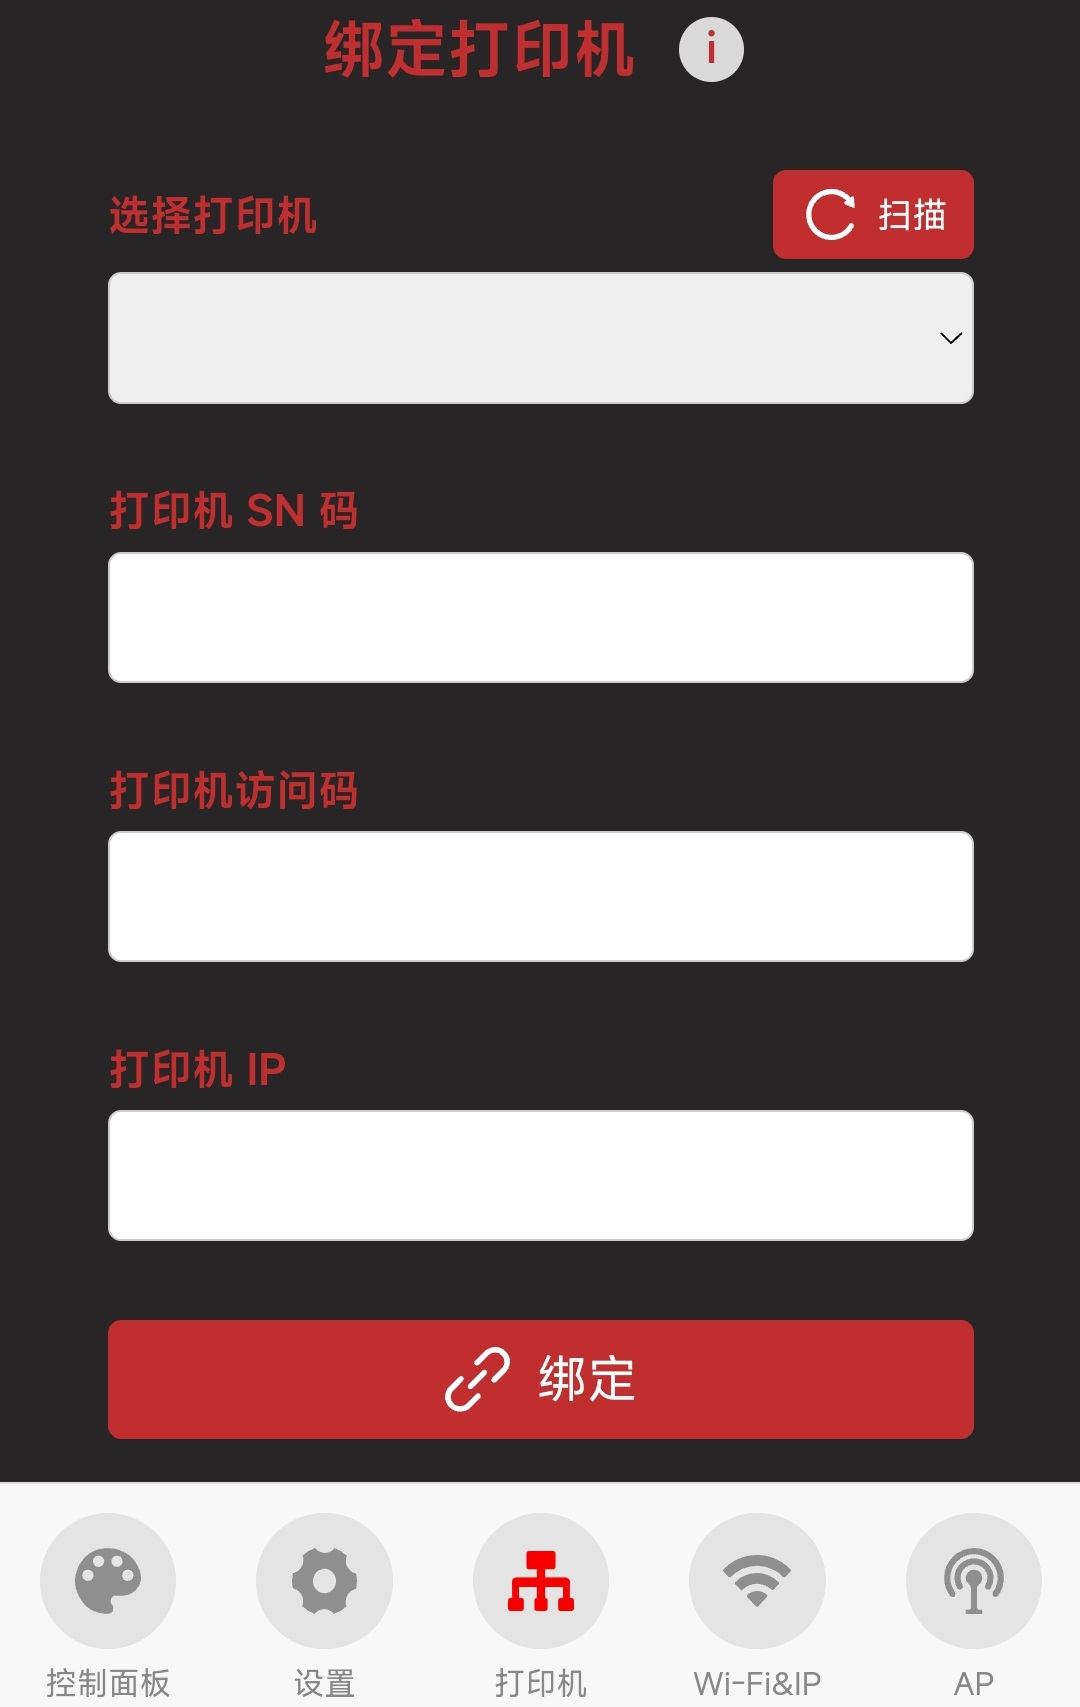 绑定打印机 i
选择打印机 扫描
打印机 SN 码
打印机访问码
打印机 IP
绑定
控制面板 设置 打印机 Wi-Fi&IP AP